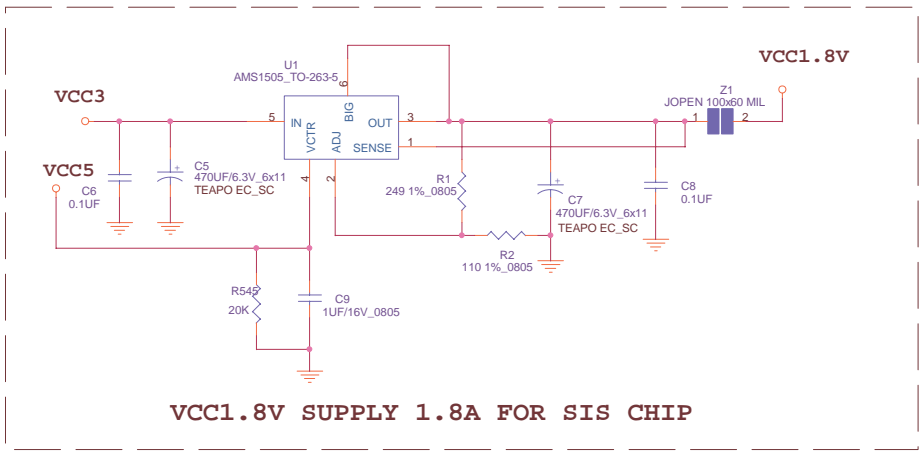 VCC1.8V
U1
AMS1505_TO-263-5
6
Z1
JOPEN 100x60 MIL
VCC3
5
IN
BIG
OUT
3
1
2
VCTR
ADJ
SENSE
1
VCC5
4
2
C6
0.1UF
C5
470UF/6.3V_6x11
TEAPO EC_SC
R1
249 1%_0805
C7
470UF/6.3V_6x11
TEAPO EC_SC
C8
0.1UF
R2
110 1%_0805
R545
20K
C9
1UF/16V_0805
VCC1.8V SUPPLY 1.8A FOR SIS CHIP